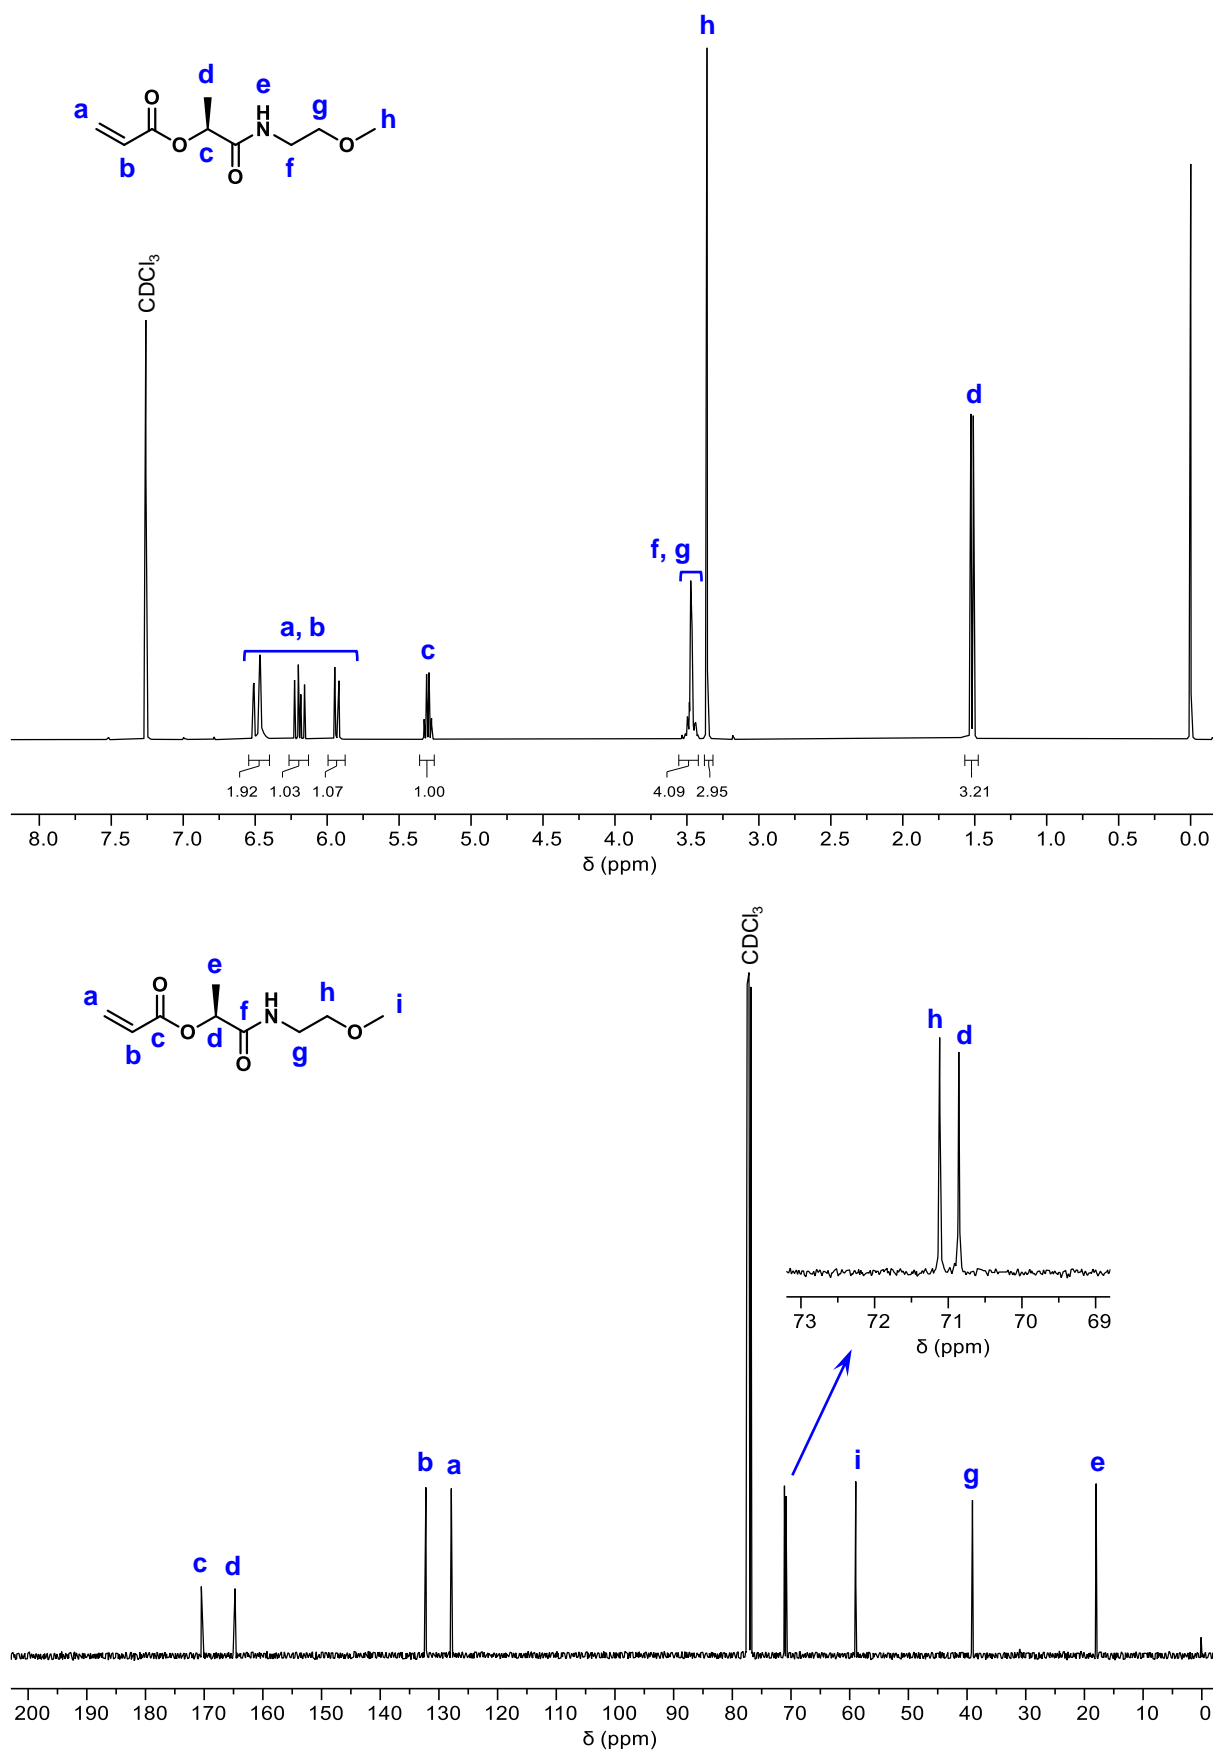 h
d
e
a
O
H
N
g
h
O
O
b
c
O
f
CDCl₃
d
f, g
a, b
c
1.92 1.03 1.07 1.00 4.09 2.95 3.21
8.0 7.5 7.0 6.5 6.0 5.5 5.0 4.5 4.0 3.5 3.0 2.5 2.0 1.5 1.0 0.5 0.0
δ (ppm)
CDCl₃
e
a
O
f
H
N
h
i
O
O
b
c
d
O
g
h
d
73 72 71 70 69
δ (ppm)
b
a
i
g
e
c
d
200 190 180 170 160 150 140 130 120 110 100 90 80 70 60 50 40 30 20 10 0
δ (ppm)